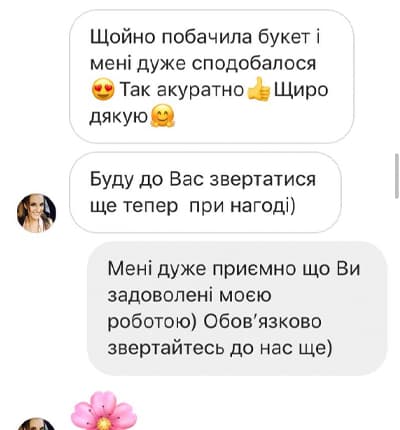 Щойно побачила букет і
мені дуже сподобалося
😍Так акуратно👍Щиро
дякую🤗
Буду до Вас звертатися
ще тепер при нагоді)
Мені дуже приємно що Ви
задоволені моєю
роботою) Обов'язково
звертайтесь до нас ще)
🌸